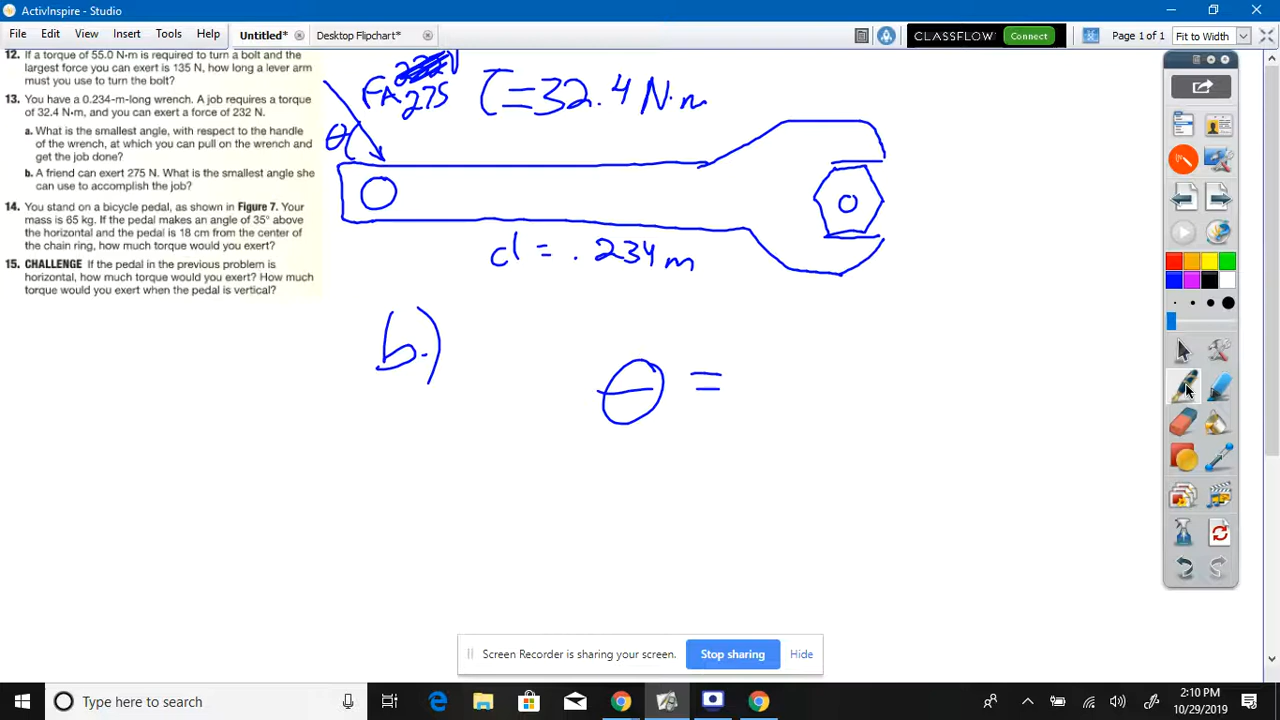 ActivInspire - Studio
File Edit View Insert Tools Help Untitled* Desktop Flipchart* CLASSFLOW Connect Page 1 of 1 Fit to Width
12. If a torque of 55.0 N•m is required to turn a bolt and the
largest force you can exert is 135 N, how long a lever arm
must you use to turn the bolt?
13. You have a 0.234-m-long wrench. A job requires a torque
of 32.4 N•m, and you can exert a force of 232 N.
a. What is the smallest angle, with respect to the handle
of the wrench, at which you can pull on the wrench and
get the job done?
b. A friend can exert 275 N. What is the smallest angle she
can use to accomplish the job?
14. You stand on a bicycle pedal, as shown in Figure 7. Your
mass is 65 kg. If the pedal makes an angle of 35° above
the horizontal and the pedal is 18 cm from the center of
the chain ring, how much torque would you exert?
15. CHALLENGE If the pedal in the previous problem is
horizontal, how much torque would you exert? How much
torque would you exert when the pedal is vertical?
FA 275
τ=32.4 N·m
θ
d = .234 m
b.)
θ =
Screen Recorder is sharing your screen. Stop sharing Hide
Type here to search
2:10 PM
10/29/2019